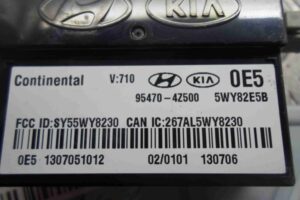 KIA
Continental V:710 HYUNDAI KIA 0E5
95470-4Z500 5WY82E5B
FCC ID:SY55WY8230 CAN IC:267AL5WY8230
0E5 1307051012 02/0101 130706